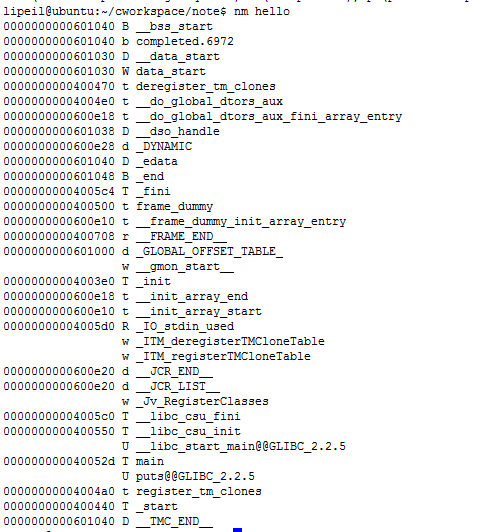 lipeil@ubuntu:~/cworkspace/note$ nm hello
0000000000601040 B __bss_start
0000000000601040 b completed.6972
0000000000601030 D __data_start
0000000000601030 W data_start
0000000000400470 t deregister_tm_clones
00000000004004e0 t __do_global_dtors_aux
0000000000600e18 t __do_global_dtors_aux_fini_array_entry
0000000000601038 D __dso_handle
0000000000600e28 d _DYNAMIC
0000000000601040 D _edata
0000000000601048 B _end
00000000004005c4 T _fini
0000000000400500 t frame_dummy
0000000000600e10 t __frame_dummy_init_array_entry
0000000000400708 r __FRAME_END__
0000000000601000 d _GLOBAL_OFFSET_TABLE_
w __gmon_start__
00000000004003e0 T _init
0000000000600e18 t __init_array_end
0000000000600e10 t __init_array_start
00000000004005d0 R _IO_stdin_used
w _ITM_deregisterTMCloneTable
w _ITM_registerTMCloneTable
0000000000600e20 d __JCR_END__
0000000000600e20 d __JCR_LIST__
w _Jv_RegisterClasses
00000000004005c0 T __libc_csu_fini
0000000000400550 T __libc_csu_init
U __libc_start_main@@GLIBC_2.2.5
000000000040052d T main
U puts@@GLIBC_2.2.5
00000000004004a0 t register_tm_clones
0000000000400440 T _start
0000000000601040 D __TMC_END__